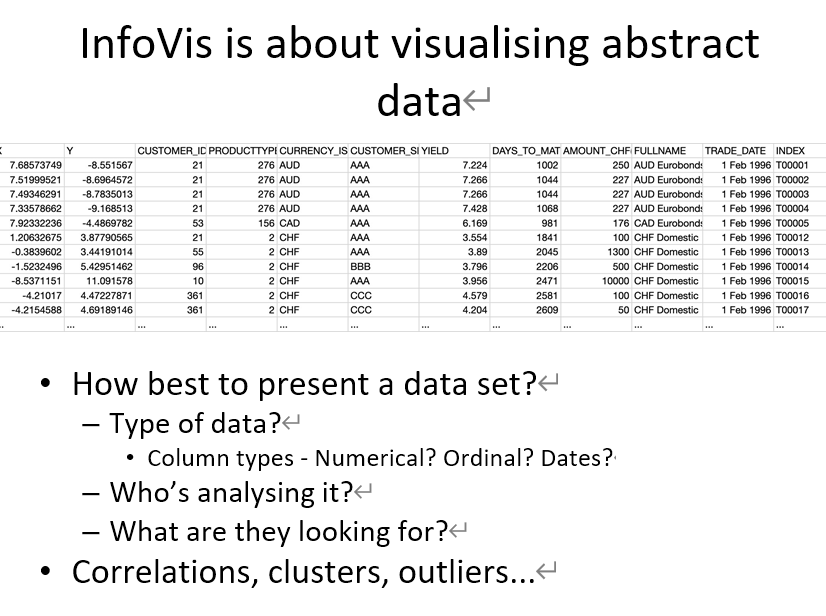 InfoVis is about visualising abstract
data
Y CUSTOMER_ID PRODUCTTYPE CURRENCY_IS CUSTOMER_SI YIELD DAYS_TO_MAT AMOUNT_CHF FULLNAME TRADE_DATE INDEX
7.68573749 -8.551567 21 276 AUD AAA 7.224 1002 250 AUD Eurobonds 1 Feb 1996 T00001
7.51999521 -8.6964572 21 276 AUD AAA 7.266 1044 227 AUD Eurobonds 1 Feb 1996 T00002
7.49346291 -8.7835013 21 276 AUD AAA 7.266 1044 227 AUD Eurobonds 1 Feb 1996 T00003
7.33578662 -9.168513 21 276 AUD AAA 7.428 1068 227 AUD Eurobonds 1 Feb 1996 T00004
7.92332236 -4.4869782 53 156 CAD AAA 6.169 981 176 CAD Eurobonds 1 Feb 1996 T00005
1.20632675 3.87790565 21 2 CHF AAA 3.554 1841 100 CHF Domestic 1 Feb 1996 T00012
-0.3839602 3.44191014 55 2 CHF AAA 3.89 2045 1300 CHF Domestic 1 Feb 1996 T00013
-1.5232496 5.42951462 96 2 CHF BBB 3.796 2206 500 CHF Domestic 1 Feb 1996 T00014
-8.5371151 11.091578 10 2 CHF AAA 3.956 2471 10000 CHF Domestic 1 Feb 1996 T00015
-4.21017 4.47227871 361 2 CHF CCC 4.579 2581 100 CHF Domestic 1 Feb 1996 T00016
-4.2154588 4.69189146 361 2 CHF CCC 4.204 2609 50 CHF Domestic 1 Feb 1996 T00017
... ... ... ... ... ... ... ... ... ... ... ...
• How best to present a data set?
– Type of data?
• Column types - Numerical? Ordinal? Dates?
– Who’s analysing it?
– What are they looking for?
• Correlations, clusters, outliers...